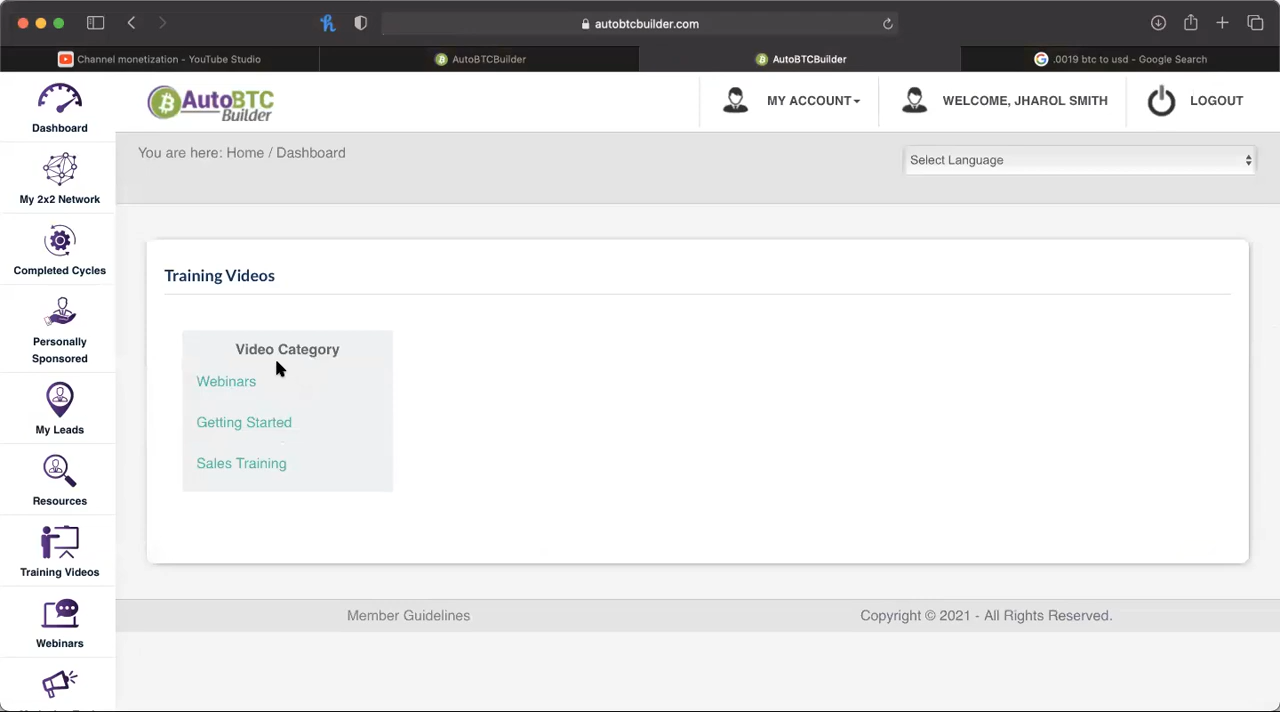 autobtcbuilder.com
Channel monetization - YouTube Studio
AutoBTCBuilder
AutoBTCBuilder
.0019 btc to usd - Google Search
Dashboard
AutoBTC
Builder
MY ACCOUNT
WELCOME, JHAROL SMITH
LOGOUT
You are here: Home / Dashboard
Select Language
My 2x2 Network
Completed Cycles
Personally
Sponsored
My Leads
Resources
Training Videos
Webinars
Training Videos
Video Category
Webinars
Getting Started
Sales Training
Member Guidelines
Copyright © 2021 - All Rights Reserved.